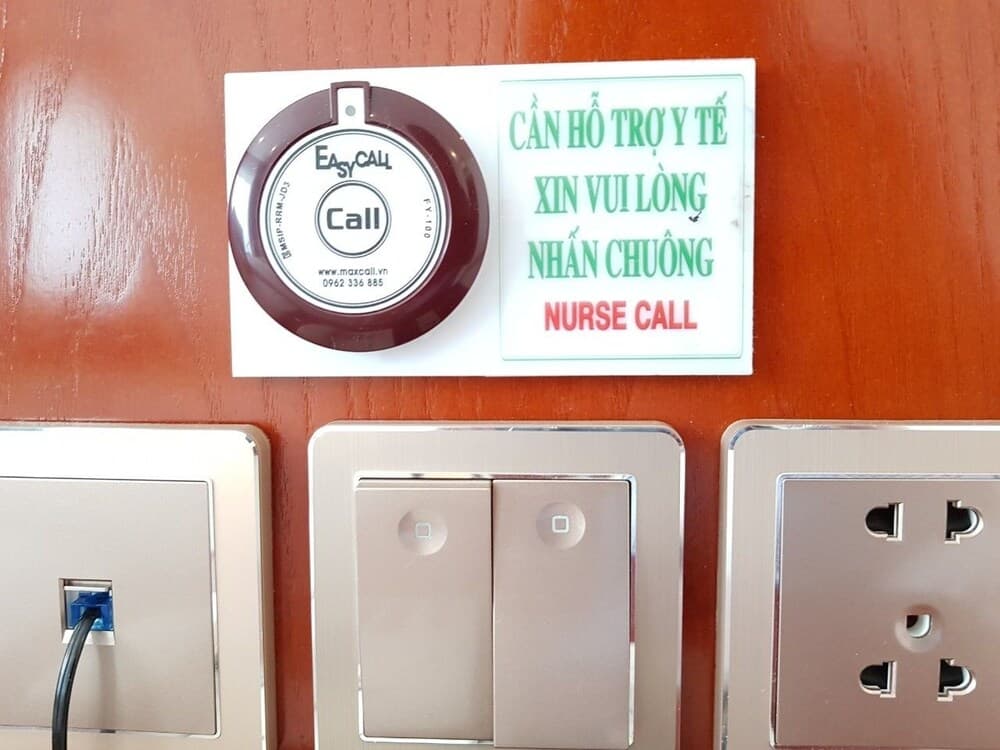 EASYCALL
Call
FY-100
www.maxcall.vn
0962 336 885
CẦN HỖ TRỢ Y TẾ
XIN VUI LÒNG
NHẤN CHUÔNG
NURSE CALL